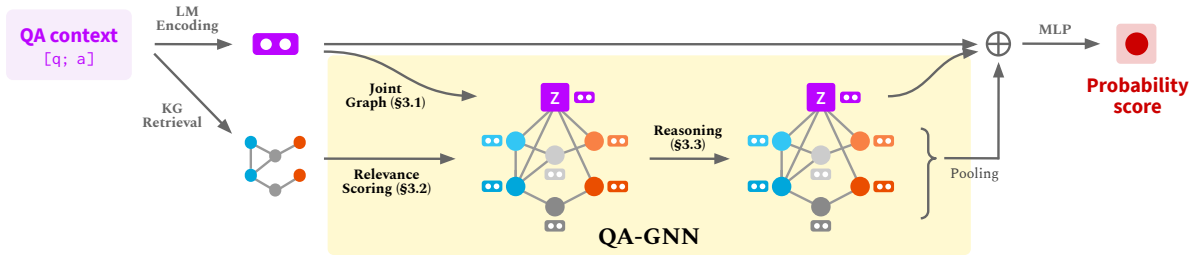 QA context
[q; a]
LM
Encoding
KG
Retrieval
Joint
Graph (§3.1)
Relevance
Scoring (§3.2)
Z
Reasoning
(§3.3)
Z
QA-GNN
Pooling
MLP
Probability
score